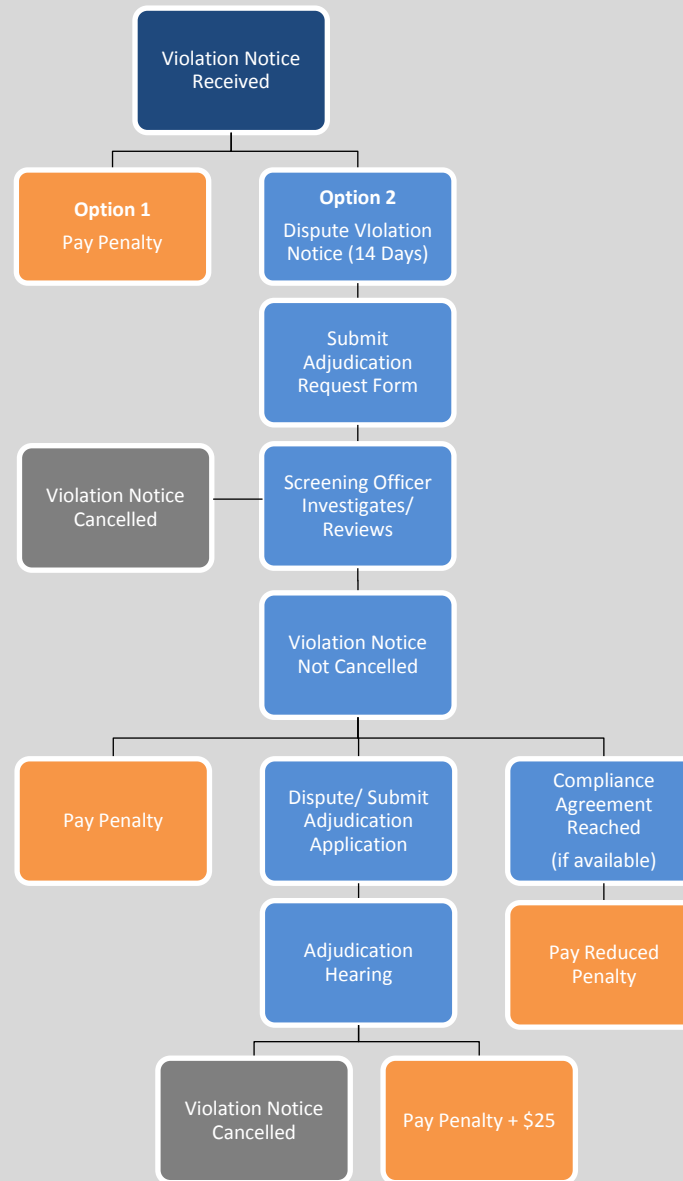 Violation Notice
Received
Option 1
Pay Penalty
Option 2
Dispute VIolation
Notice (14 Days)
Submit
Adjudication
Request Form
Violation Notice
Cancelled
Screening Officer
Investigates/
Reviews
Violation Notice
Not Cancelled
Pay Penalty
Dispute/ Submit
Adjudication
Application
Compliance
Agreement
Reached
(if available)
Adjudication
Hearing
Pay Reduced
Penalty
Violation Notice
Cancelled
Pay Penalty + $25